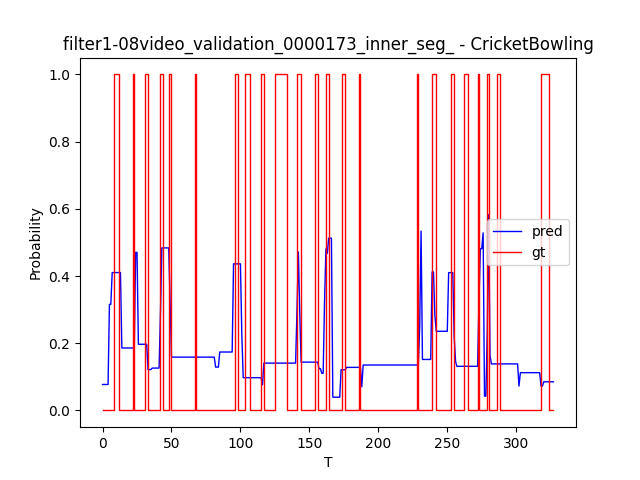 filter1-08video_validation_0000173_inner_seg_ - CricketBowling
1.0
0.8
0.6
0.4
0.2
0.0
Probability
pred
gt
0 50 100 150 200 250 300
T